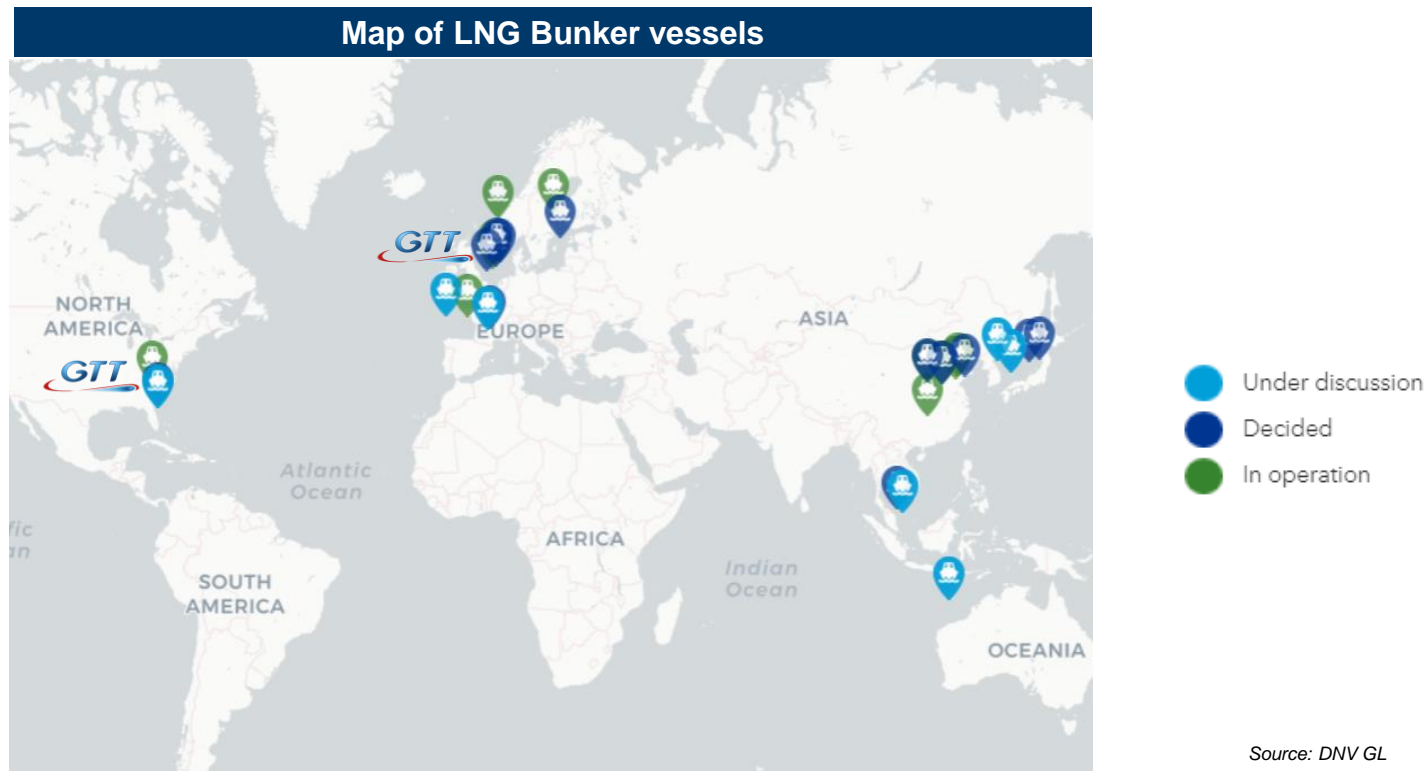 Map of LNG Bunker vessels
GTT
NORTH
AMERICA
EUROPE
ASIA
GTT
Under discussion
Decided
In operation
Atlantic
Ocean
AFRICA
Indian
Ocean
SOUTH
AMERICA
OCEANIA
Source: DNV GL